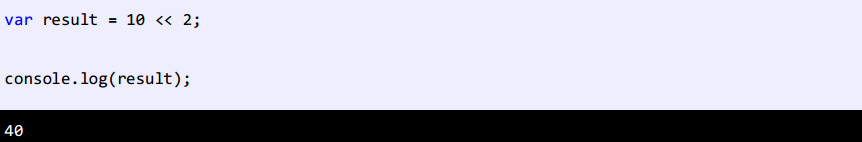 var result = 10 << 2;
console.log(result);
40